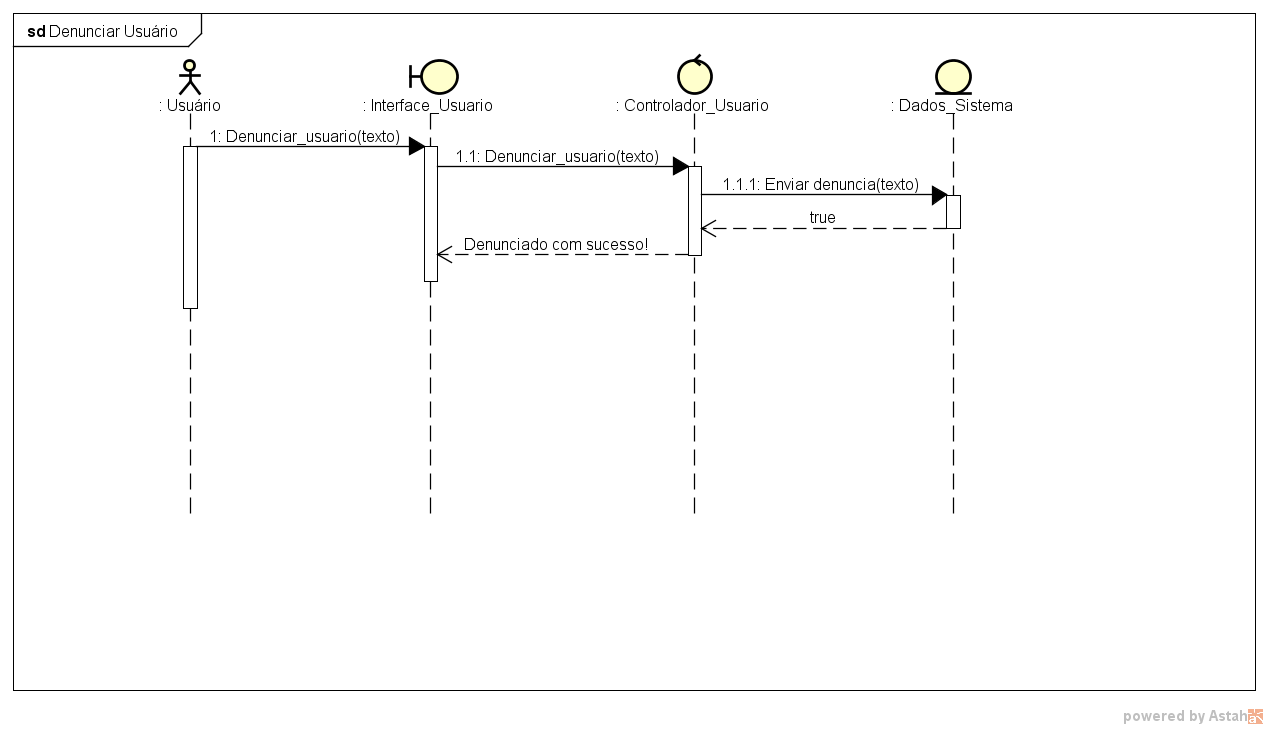 sd Denunciar Usuário
: Usuário
: Interface_Usuario
: Controlador_Usuario
: Dados_Sistema
1: Denunciar_usuario(texto)
1.1: Denunciar_usuario(texto)
1.1.1: Enviar denuncia(texto)
true
Denunciado com sucesso!
powered by Astah